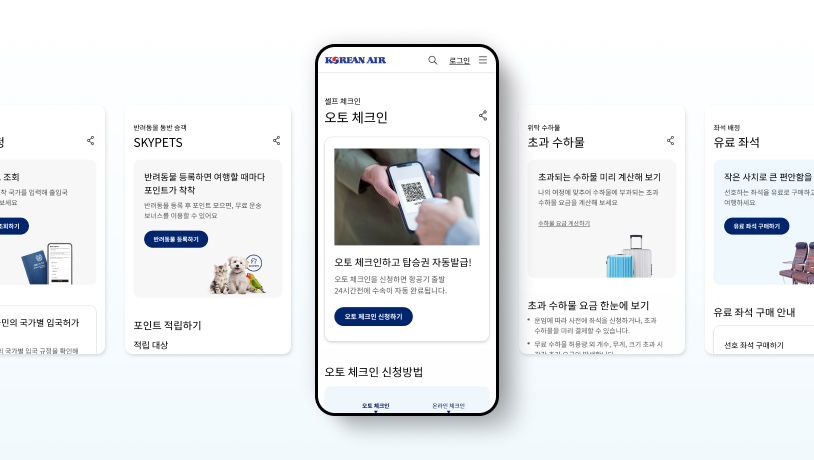 정
조회
착 국가를 입력해 출입국
보세요
조회하기
인의 국가별 입국허가
의 국가별 입국 규정을 확인해
반려동물 동반 승객
SKYPETS
반려동물 등록하면 여행할 때마다
포인트가 착착
반려동물 등록 후 포인트 모으면, 무료 운송
보너스를 이용할 수 있어요
반려동물 등록하기
포인트 적립하기
적립 대상
KOREAN AIR
로그인
셀프 체크인
오토 체크인
오토 체크인하고 탑승권 자동발급!
오토 체크인을 신청하면 항공기 출발
24시간전에 수속이 자동 완료됩니다.
오토 체크인 신청하기
오토 체크인 신청방법
오토 체크인
온라인 체크인
위탁 수하물
초과 수하물
초과되는 수하물 미리 계산해 보기
나의 여정에 맞추어 수하물에 부과되는 초과
수하물 요금을 계산해 보세요
수하물 요금 계산하기
초과 수하물 요금 한눈에 보기
• 운임에 따라 사전에 좌석을 신청하거나, 초과
수하물을 미리 결제할 수 있습니다.
• 무료 수하물 허용량 외 개수, 무게, 크기 초과 시
좌석 배정
유료 좌석
작은 사치로 큰 편안함을
선호하는 좌석을 유료로 구매하고
여행하세요
유료 좌석 구매하기
유료 좌석 구매 안내
선호 좌석 구매하기